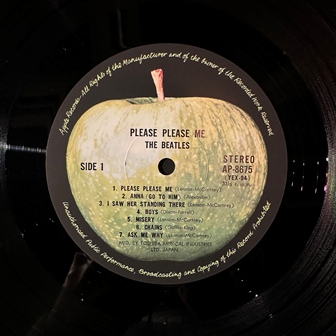 Apple Records—All Rights of the Manufacturer and of the Owner of the Recorded Work Reserved
PLEASE PLEASE ME
THE BEATLES
SIDE 1
STEREO
AP-8675
(YEX-94)
1. PLEASE PLEASE ME (Lennon-McCartney)
2. ANNA (GO TO HIM) (Alexander)
3. I SAW HER STANDING THERE (Lennon-McCartney)
4. BOYS (Dixon-Farrell)
5. MISERY (Lennon-McCartney)
6. CHAINS (Goffin-King)
7. ASK ME WHY (Lennon-McCartney)
MFD. BY TOSHIBA MUSICAL INDUSTRIES
LTD. JAPAN
Unauthorised Public Performance, Broadcasting and Copying of this Record Prohibited